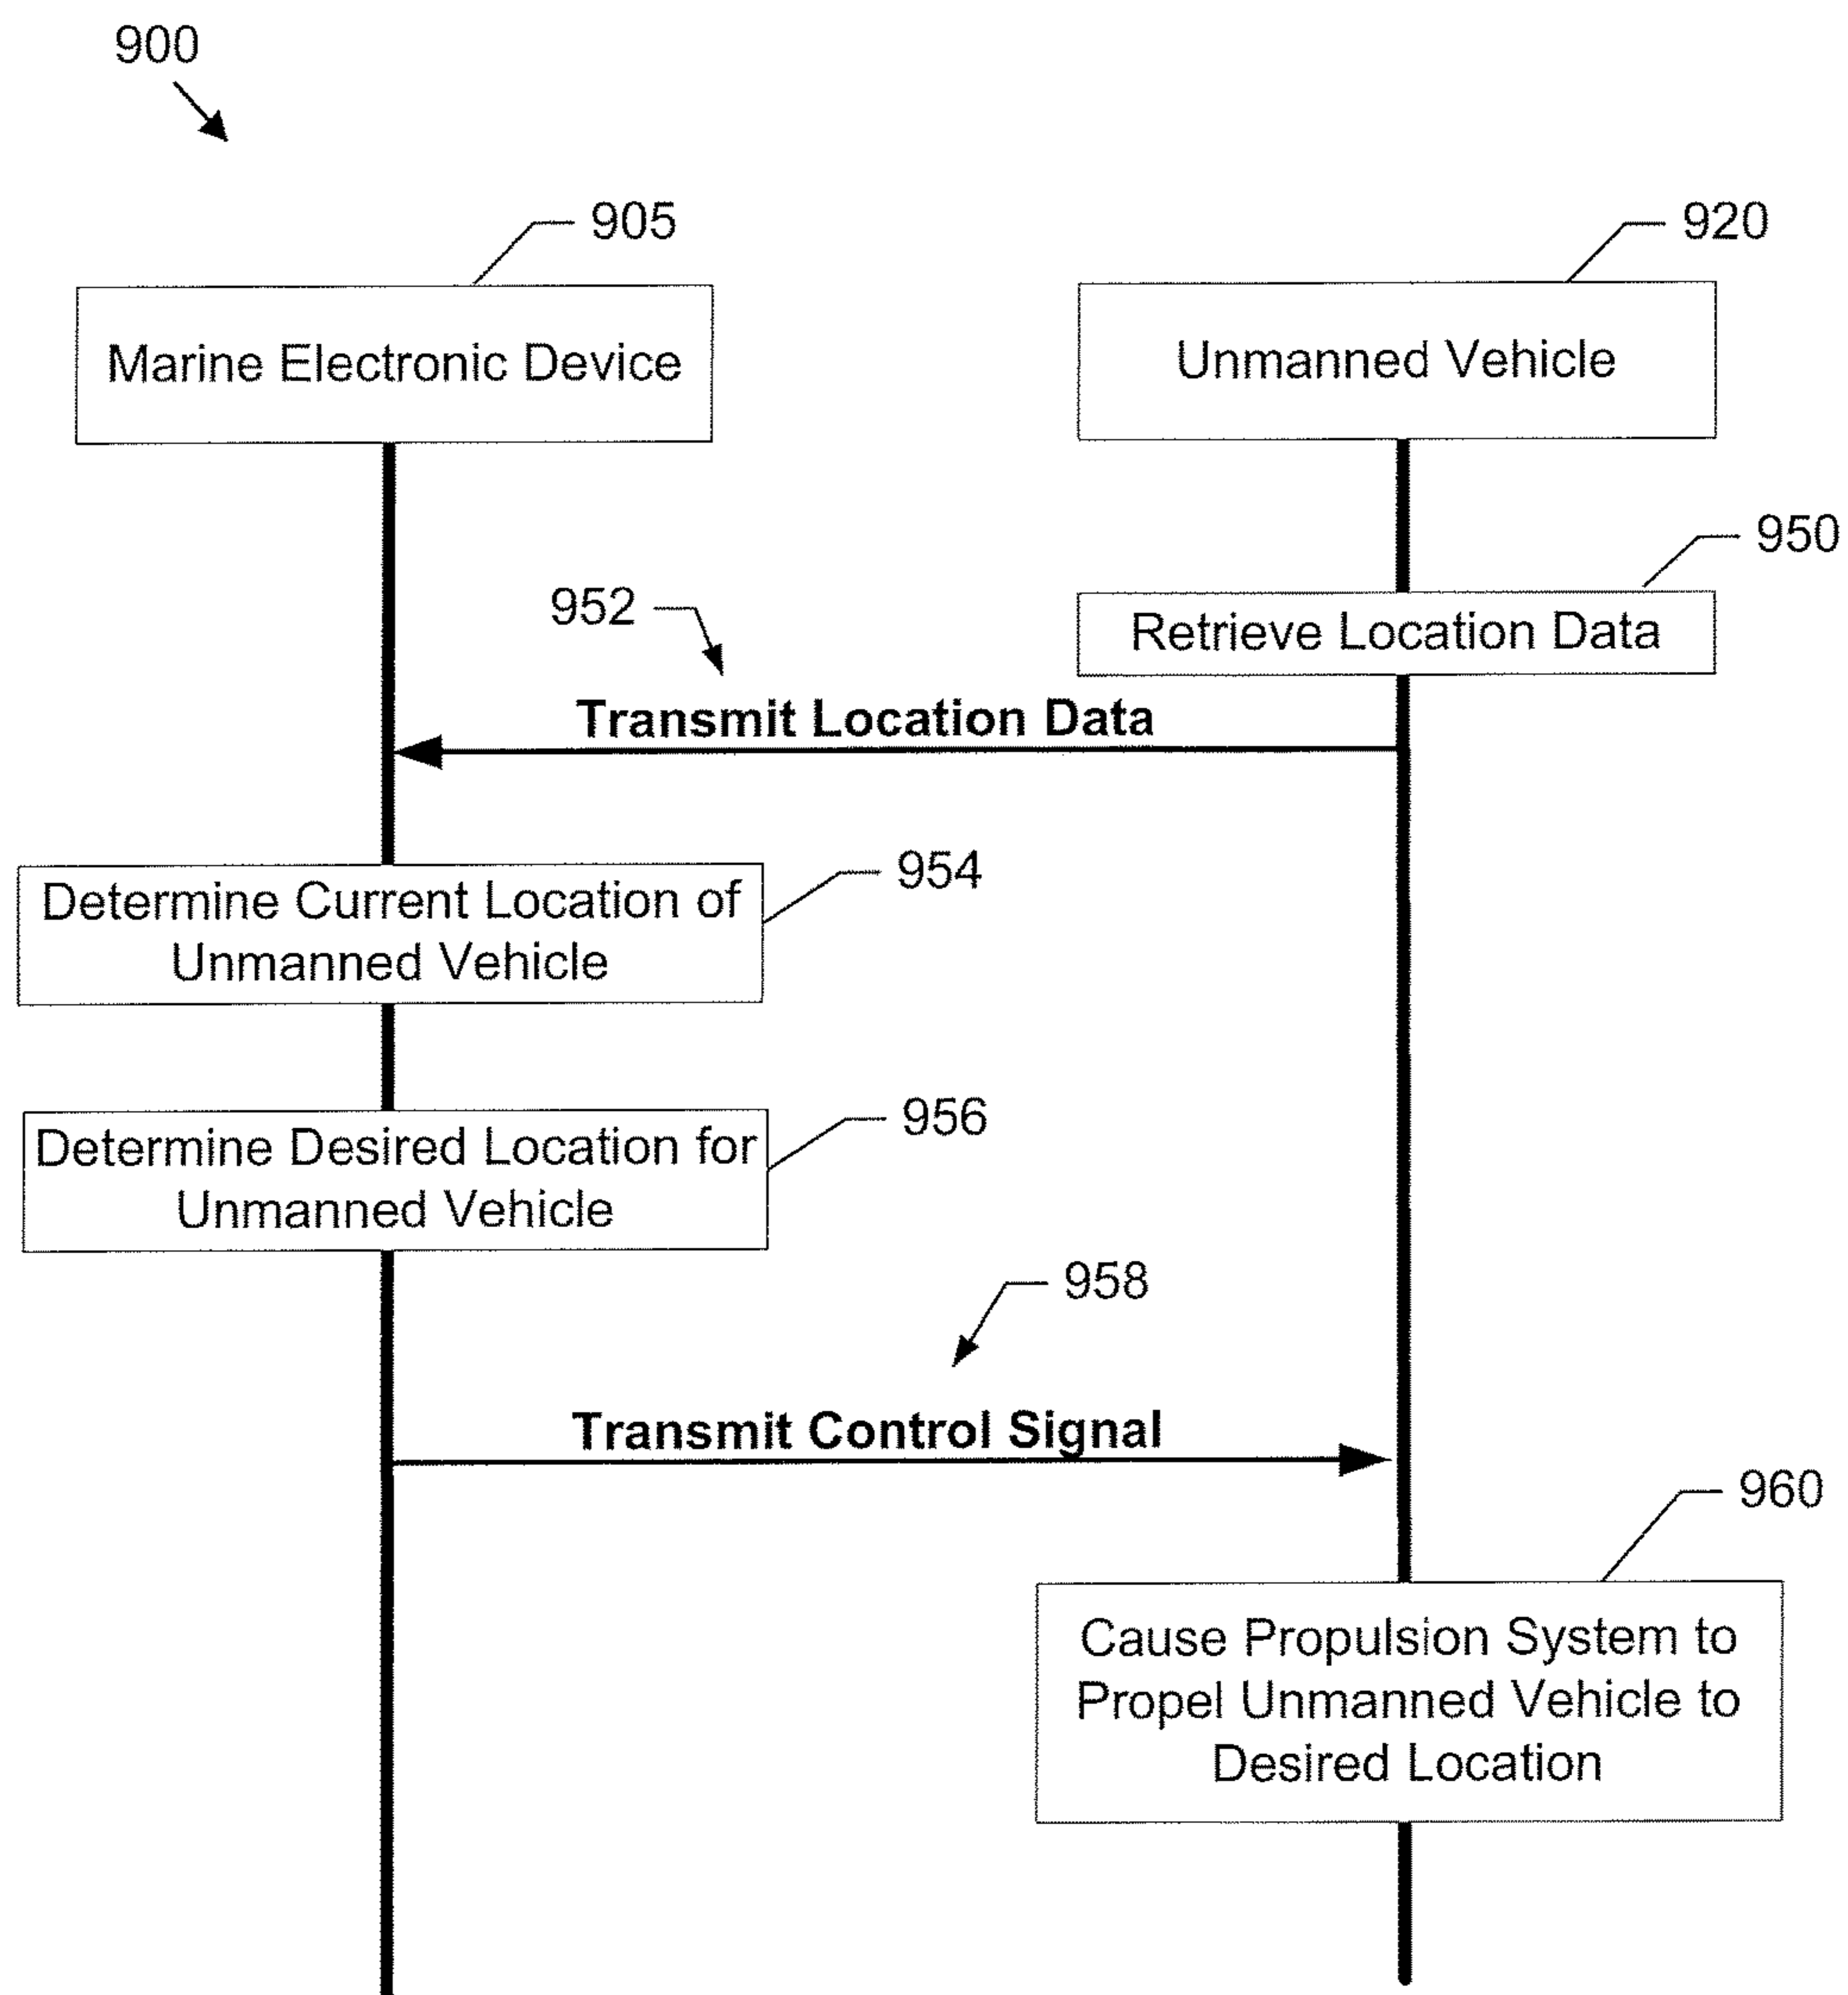 900
905
920
Marine Electronic Device
Unmanned Vehicle
950
952
Retrieve Location Data
Transmit Location Data
954
Determine Current Location of
Unmanned Vehicle
956
Determine Desired Location for
Unmanned Vehicle
958
Transmit Control Signal
960
Cause Propulsion System to
Propel Unmanned Vehicle to
Desired Location